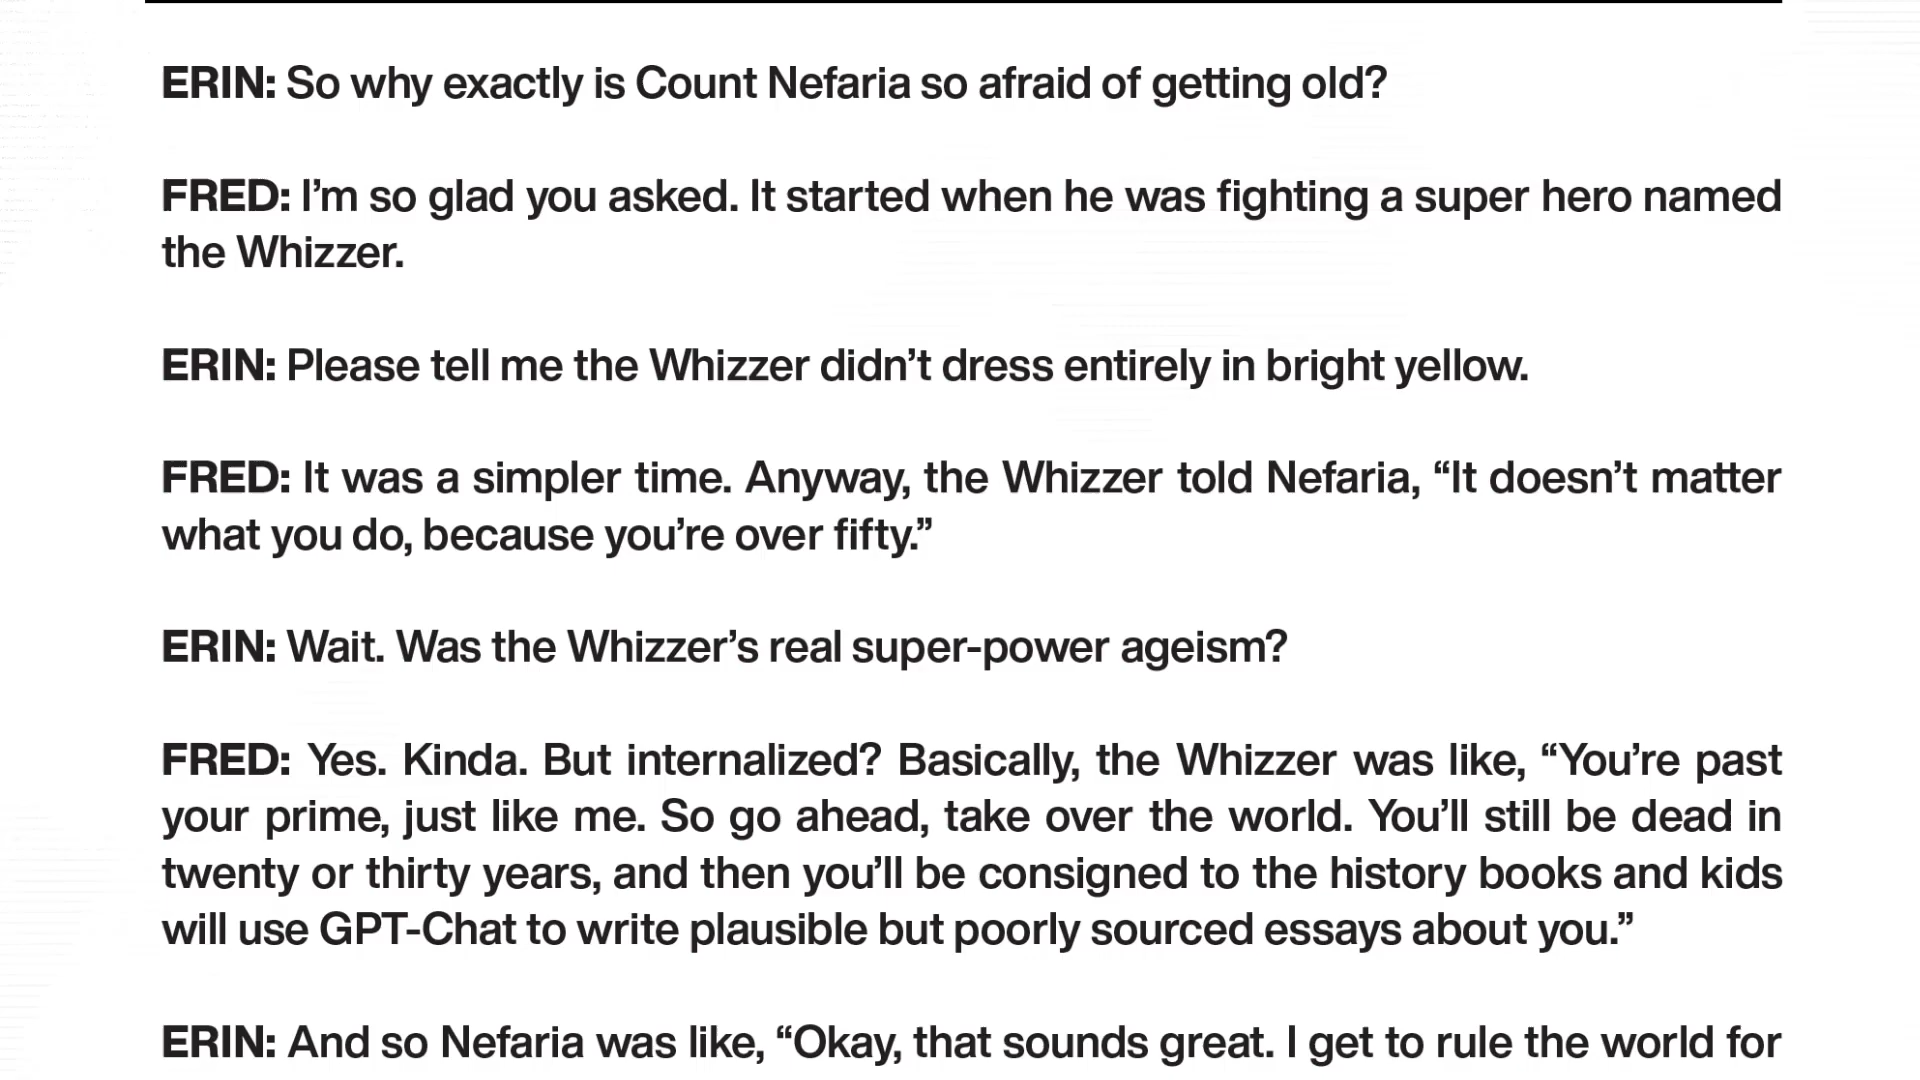 ERIN: So why exactly is Count Nefaria so afraid of getting old?
FRED: I’m so glad you asked. It started when he was fighting a super hero named
the Whizzer.
ERIN: Please tell me the Whizzer didn’t dress entirely in bright yellow.
FRED: It was a simpler time. Anyway, the Whizzer told Nefaria, “It doesn’t matter
what you do, because you’re over fifty.”
ERIN: Wait. Was the Whizzer’s real super-power ageism?
FRED: Yes. Kinda. But internalized? Basically, the Whizzer was like, “You’re past
your prime, just like me. So go ahead, take over the world. You’ll still be dead in
twenty or thirty years, and then you’ll be consigned to the history books and kids
will use GPT-Chat to write plausible but poorly sourced essays about you.”
ERIN: And so Nefaria was like, “Okay, that sounds great. I get to rule the world for